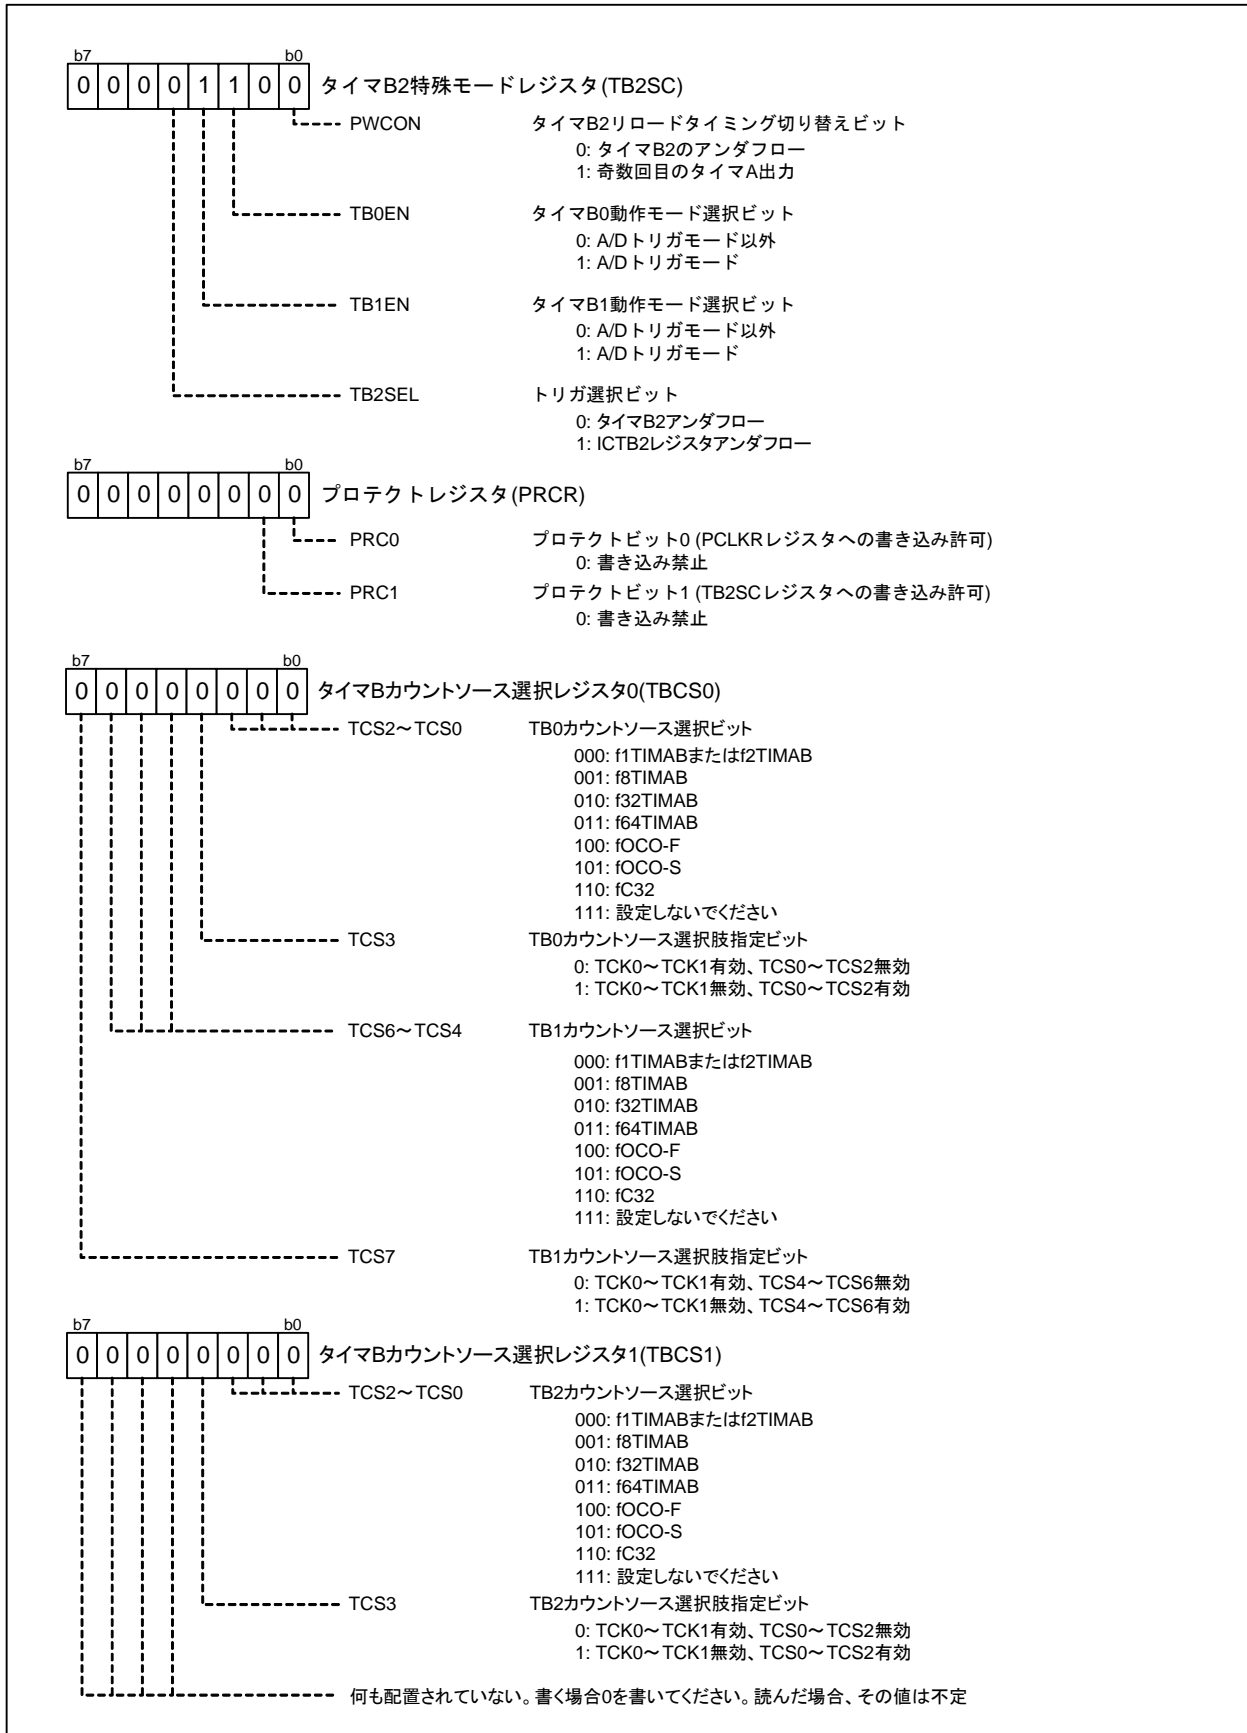 b7 b0
0 0 0 0 1 1 0 0 タイマB2特殊モードレジスタ(TB2SC)
PWCON タイマB2リロードタイミング切り替えビット
0: タイマB2のアンダフロー
1: 奇数回目のタイマA出力
TB0EN タイマB0動作モード選択ビット
0: A/Dトリガモード以外
1: A/Dトリガモード
TB1EN タイマB1動作モード選択ビット
0: A/Dトリガモード以外
1: A/Dトリガモード
TB2SEL トリガ選択ビット
0: タイマB2アンダフロー
1: ICTB2レジスタアンダフロー
b7 b0
0 0 0 0 0 0 0 0 プロテクトレジスタ(PRCR)
PRC0 プロテクトビット0 (PCLKRレジスタへの書き込み許可)
0: 書き込み禁止
PRC1 プロテクトビット1 (TB2SCレジスタへの書き込み許可)
0: 書き込み禁止
b7 b0
0 0 0 0 0 0 0 0 タイマBカウントソース選択レジスタ0(TBCS0)
TCS2～TCS0 TB0カウントソース選択ビット
000: f1TIMABまたはf2TIMAB
001: f8TIMAB
010: f32TIMAB
011: f64TIMAB
100: fOCO-F
101: fOCO-S
110: fC32
111: 設定しないでください
TCS3 TB0カウントソース選択肢指定ビット
0: TCK0～TCK1有効、TCS0～TCS2無効
1: TCK0～TCK1無効、TCS0～TCS2有効
TCS6～TCS4 TB1カウントソース選択ビット
000: f1TIMABまたはf2TIMAB
001: f8TIMAB
010: f32TIMAB
011: f64TIMAB
100: fOCO-F
101: fOCO-S
110: fC32
111: 設定しないでください
TCS7 TB1カウントソース選択肢指定ビット
0: TCK0～TCK1有効、TCS4～TCS6無効
1: TCK0～TCK1無効、TCS4～TCS6有効
b7 b0
0 0 0 0 0 0 0 0 タイマBカウントソース選択レジスタ1(TBCS1)
TCS2～TCS0 TB2カウントソース選択ビット
000: f1TIMABまたはf2TIMAB
001: f8TIMAB
010: f32TIMAB
011: f64TIMAB
100: fOCO-F
101: fOCO-S
110: fC32
111: 設定しないでください
TCS3 TB2カウントソース選択肢指定ビット
0: TCK0～TCK1有効、TCS0～TCS2無効
1: TCK0～TCK1無効、TCS0～TCS2有効
何も配置されていない。書く場合0を書いてください。読んだ場合、その値は不定